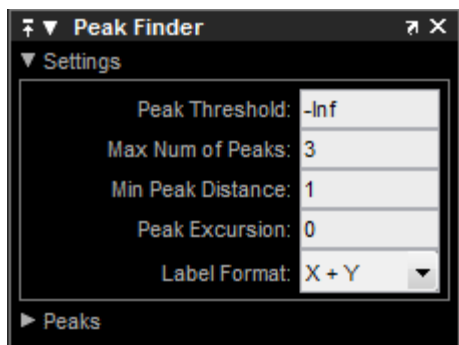 Peak Finder
Settings
Peak Threshold: -Inf
Max Num of Peaks: 3
Min Peak Distance: 1
Peak Excursion: 0
Label Format: X + Y
Peaks